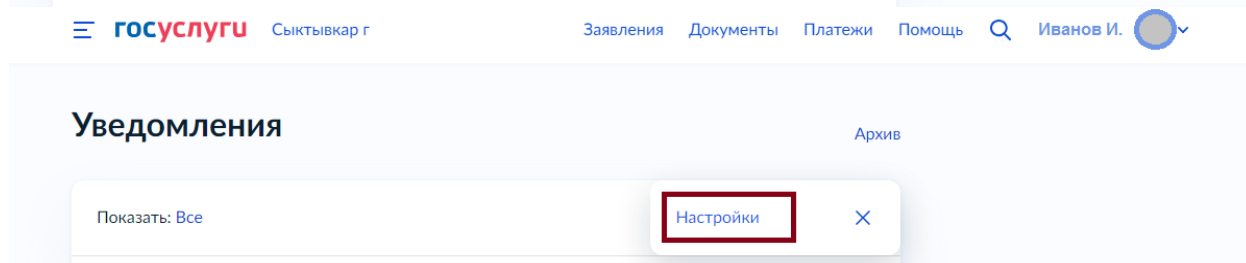 госуслуги Сыктывкар г Заявления Документы Платежи Помощь Иванов И.
Уведомления Архив
Показать: Все Настройки